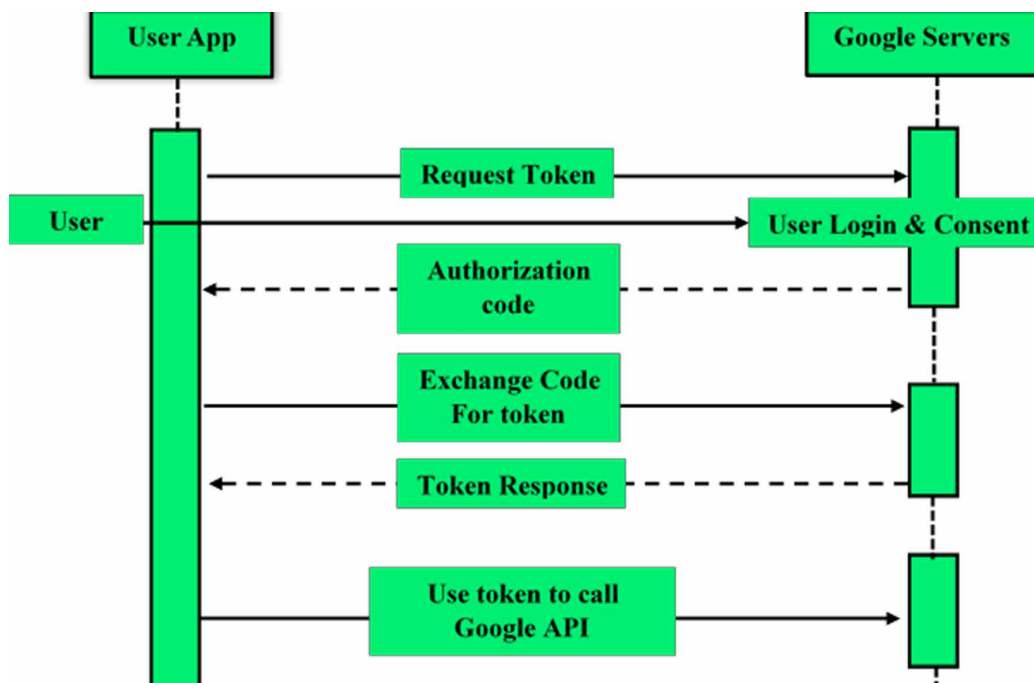 User App
Google Servers
Request Token
User
User Login & Consent
Authorization
code
Exchange Code
For token
Token Response
Use token to call
Google API